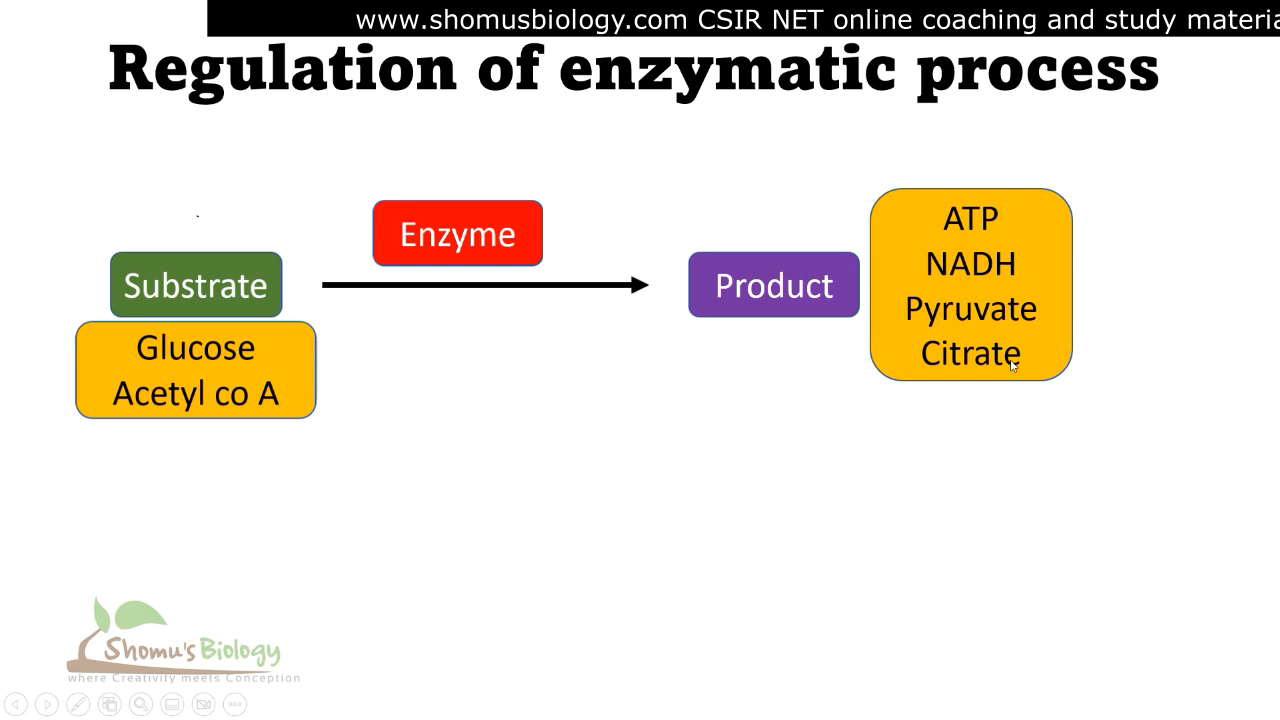 www.shomusbiology.com CSIR NET online coaching and study materia
Regulation of enzymatic process
Enzyme
Substrate
Glucose
Acetyl co A
Product
ATP
NADH
Pyruvate
Citrate
Shomu's Biology
where Creativity meets Conception